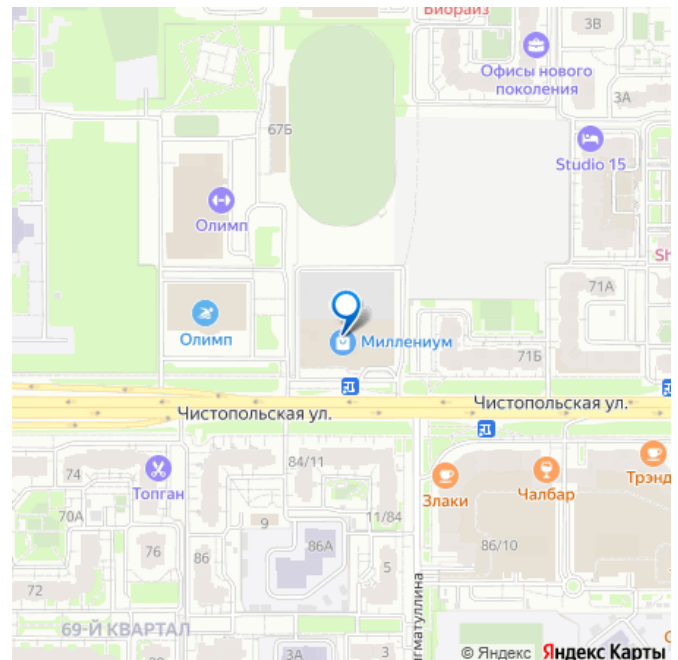 Виорайз
3В
Офисы нового
поколения
3А
67Б
Studio 15
Олимп
Sh
71А
Олимп
Миллениум
71Б
Чистопольская ул.
Чистопольская ул.
84/11
74
Топган
Злаки
Чалбар
Трэнд
70А
9
11/84
76
86
86А
86/10
5
72
69-Й КВАРТАЛ
3А
3
игматуллина
© Яндекс Яндекс Карты